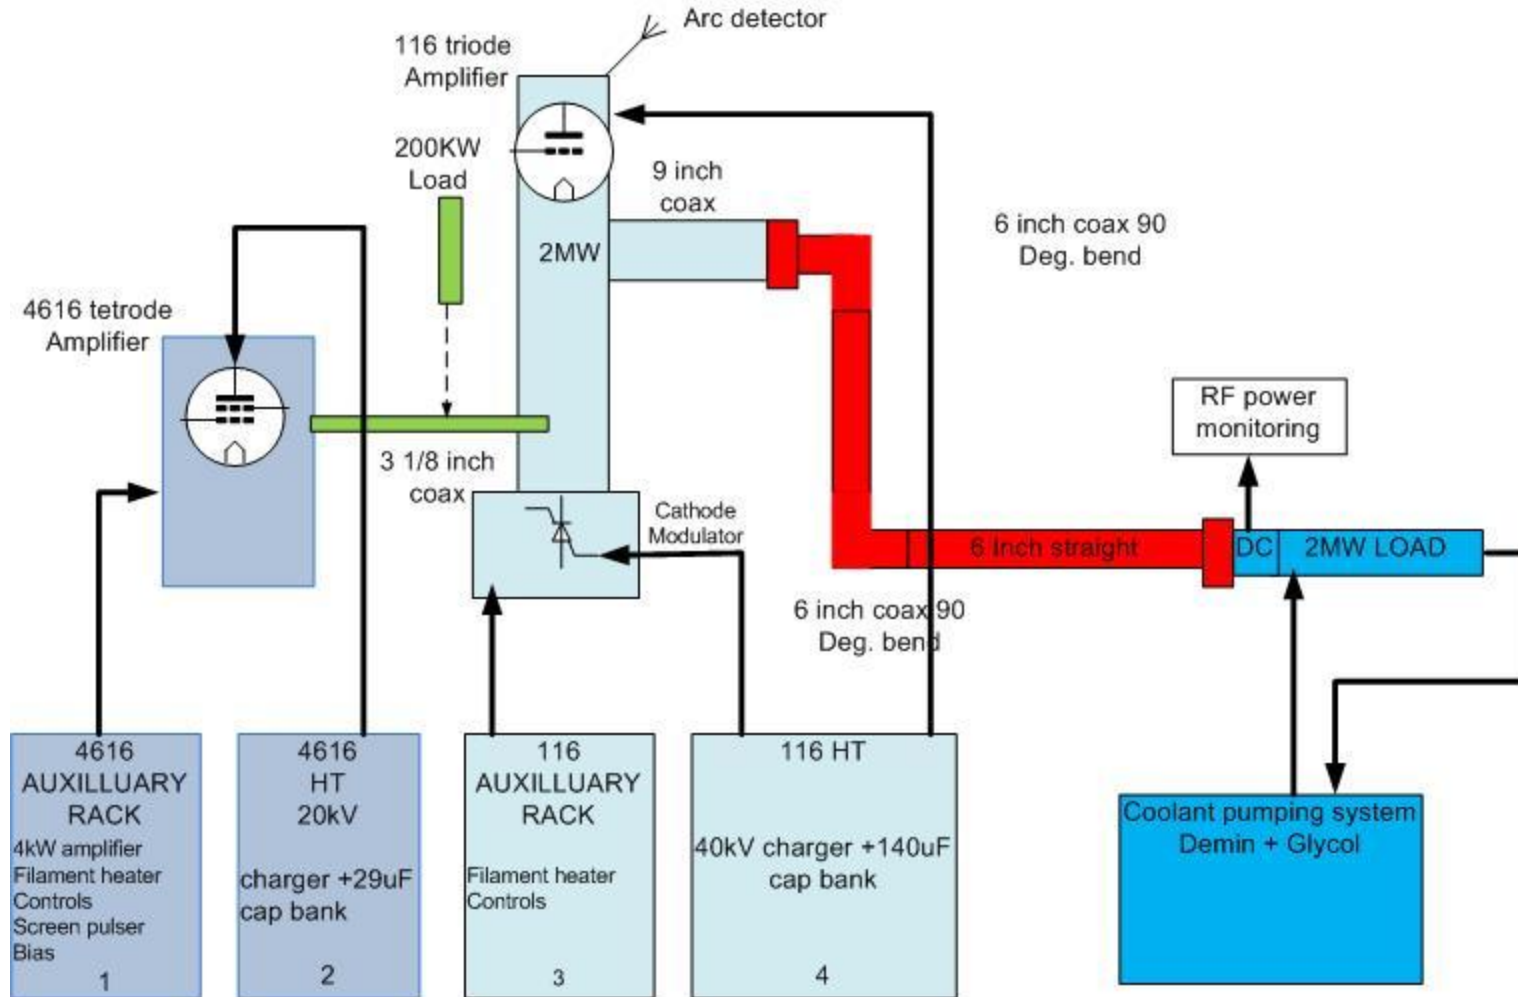 Arc detector
116 triode
Amplifier
200KW
Load
9 inch
coax
6 inch coax 90
Deg. bend
2MW
4616 tetrode
Amplifier
3 1/8 inch
coax
RF power
monitoring
Cathode
Modulator
6 Inch straight
DC
2MW LOAD
6 inch coax 90
Deg. bend
4616
AUXILLUARY
RACK
4kW amplifier
Filament heater
Controls
Screen pulser
Bias
1
4616
HT
20kV
charger +29uF
cap bank
2
116
AUXILLUARY
RACK
Filament heater
Controls
3
116 HT
40kV charger +140uF
cap bank
4
Coolant pumping system
Demin + Glycol